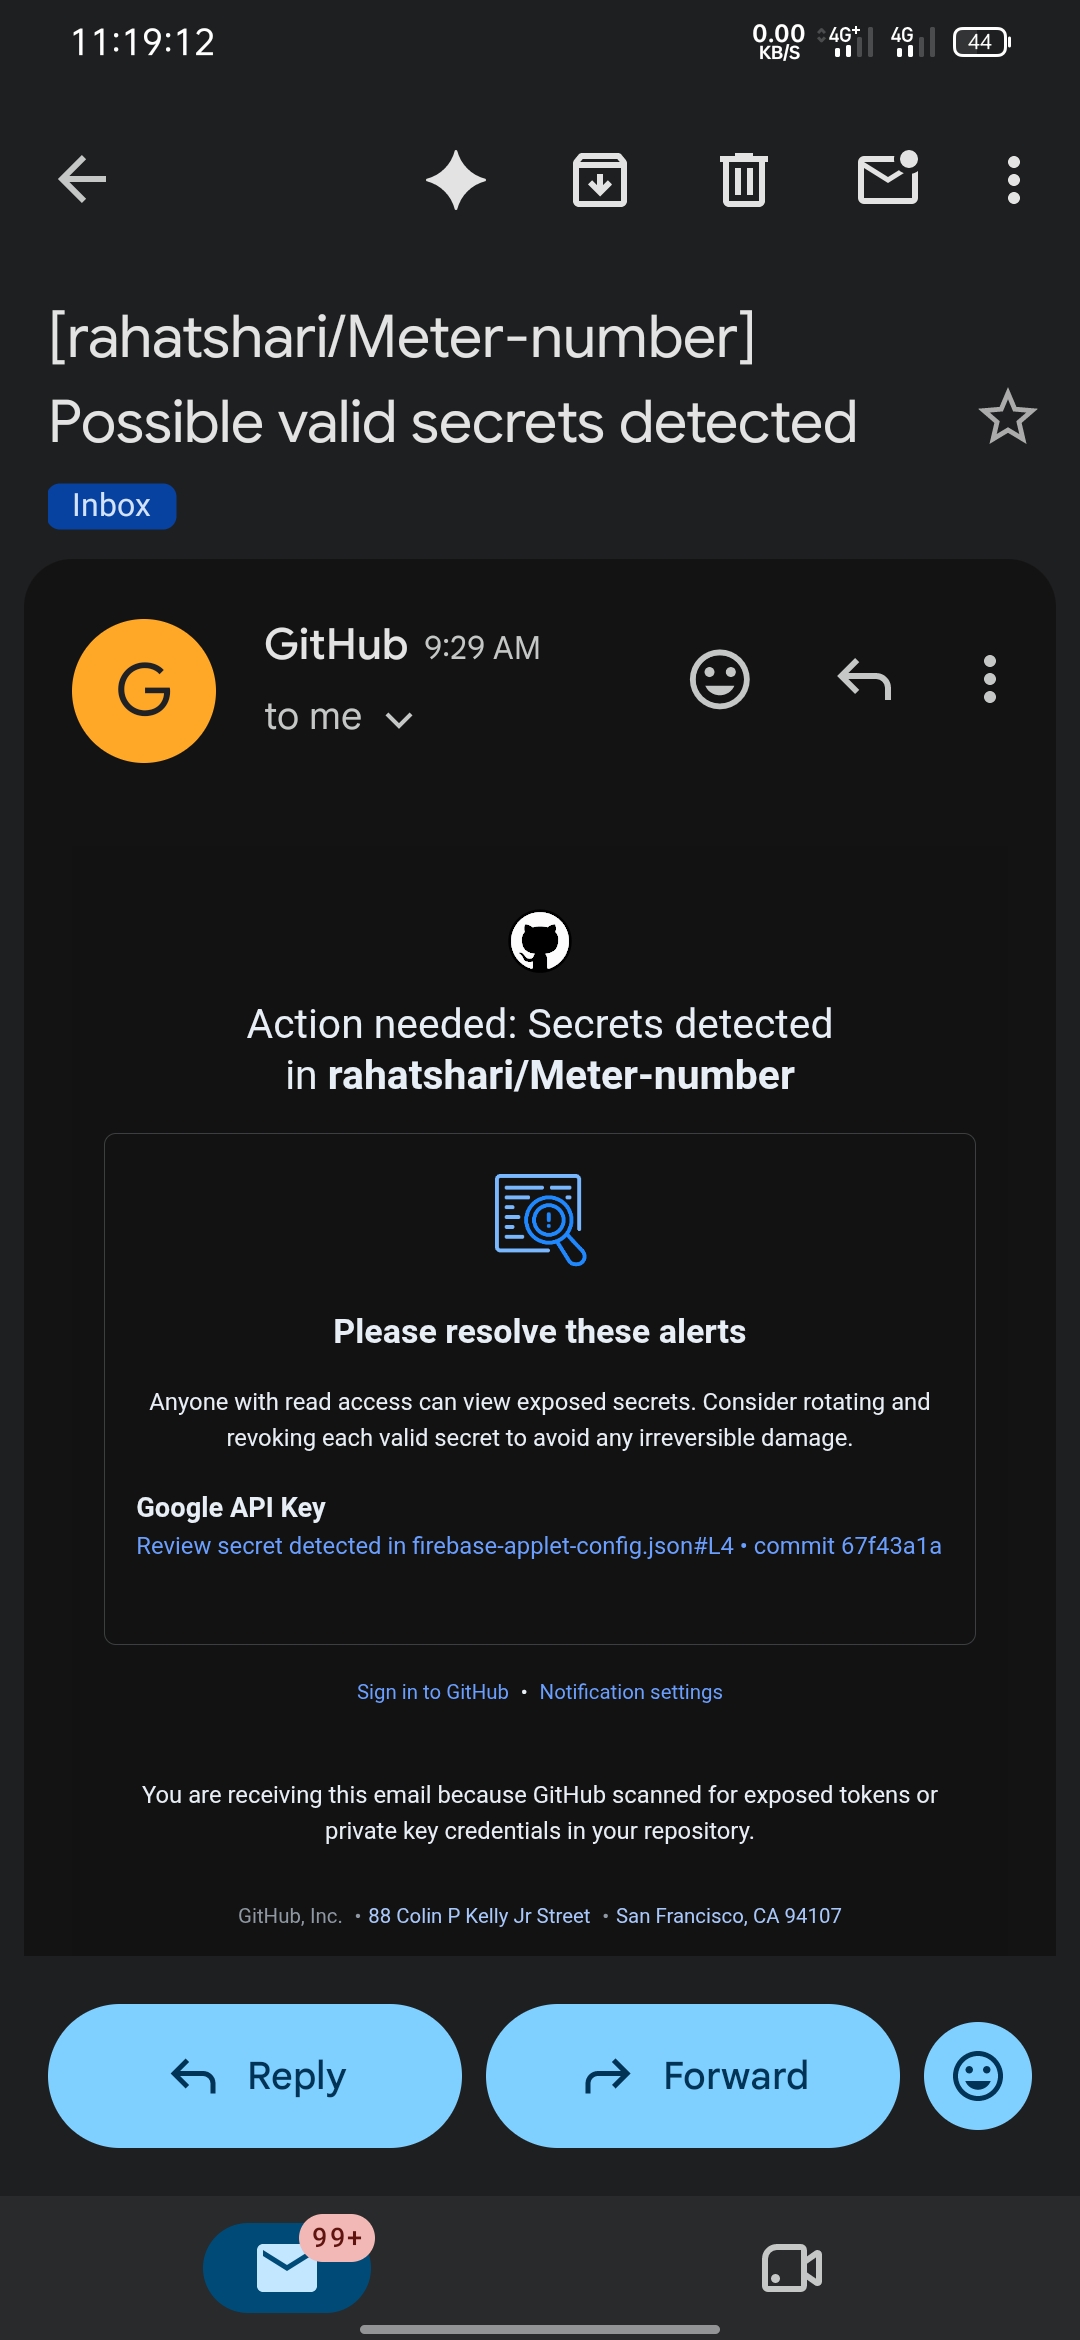 11:19:12
0.00
KB/S
4G+
4G
44
[rahatshari/Meter-number]
Possible valid secrets detected
Inbox
G
GitHub 9:29 AM
to me
Action needed: Secrets detected
in rahatshari/Meter-number
Please resolve these alerts
Anyone with read access can view exposed secrets. Consider rotating and
revoking each valid secret to avoid any irreversible damage.
Google API Key
Review secret detected in firebase-applet-config.json#L4 • commit 67f43a1a
Sign in to GitHub • Notification settings
You are receiving this email because GitHub scanned for exposed tokens or
private key credentials in your repository.
GitHub, Inc. • 88 Colin P Kelly Jr Street • San Francisco, CA 94107
Reply
Forward
99+